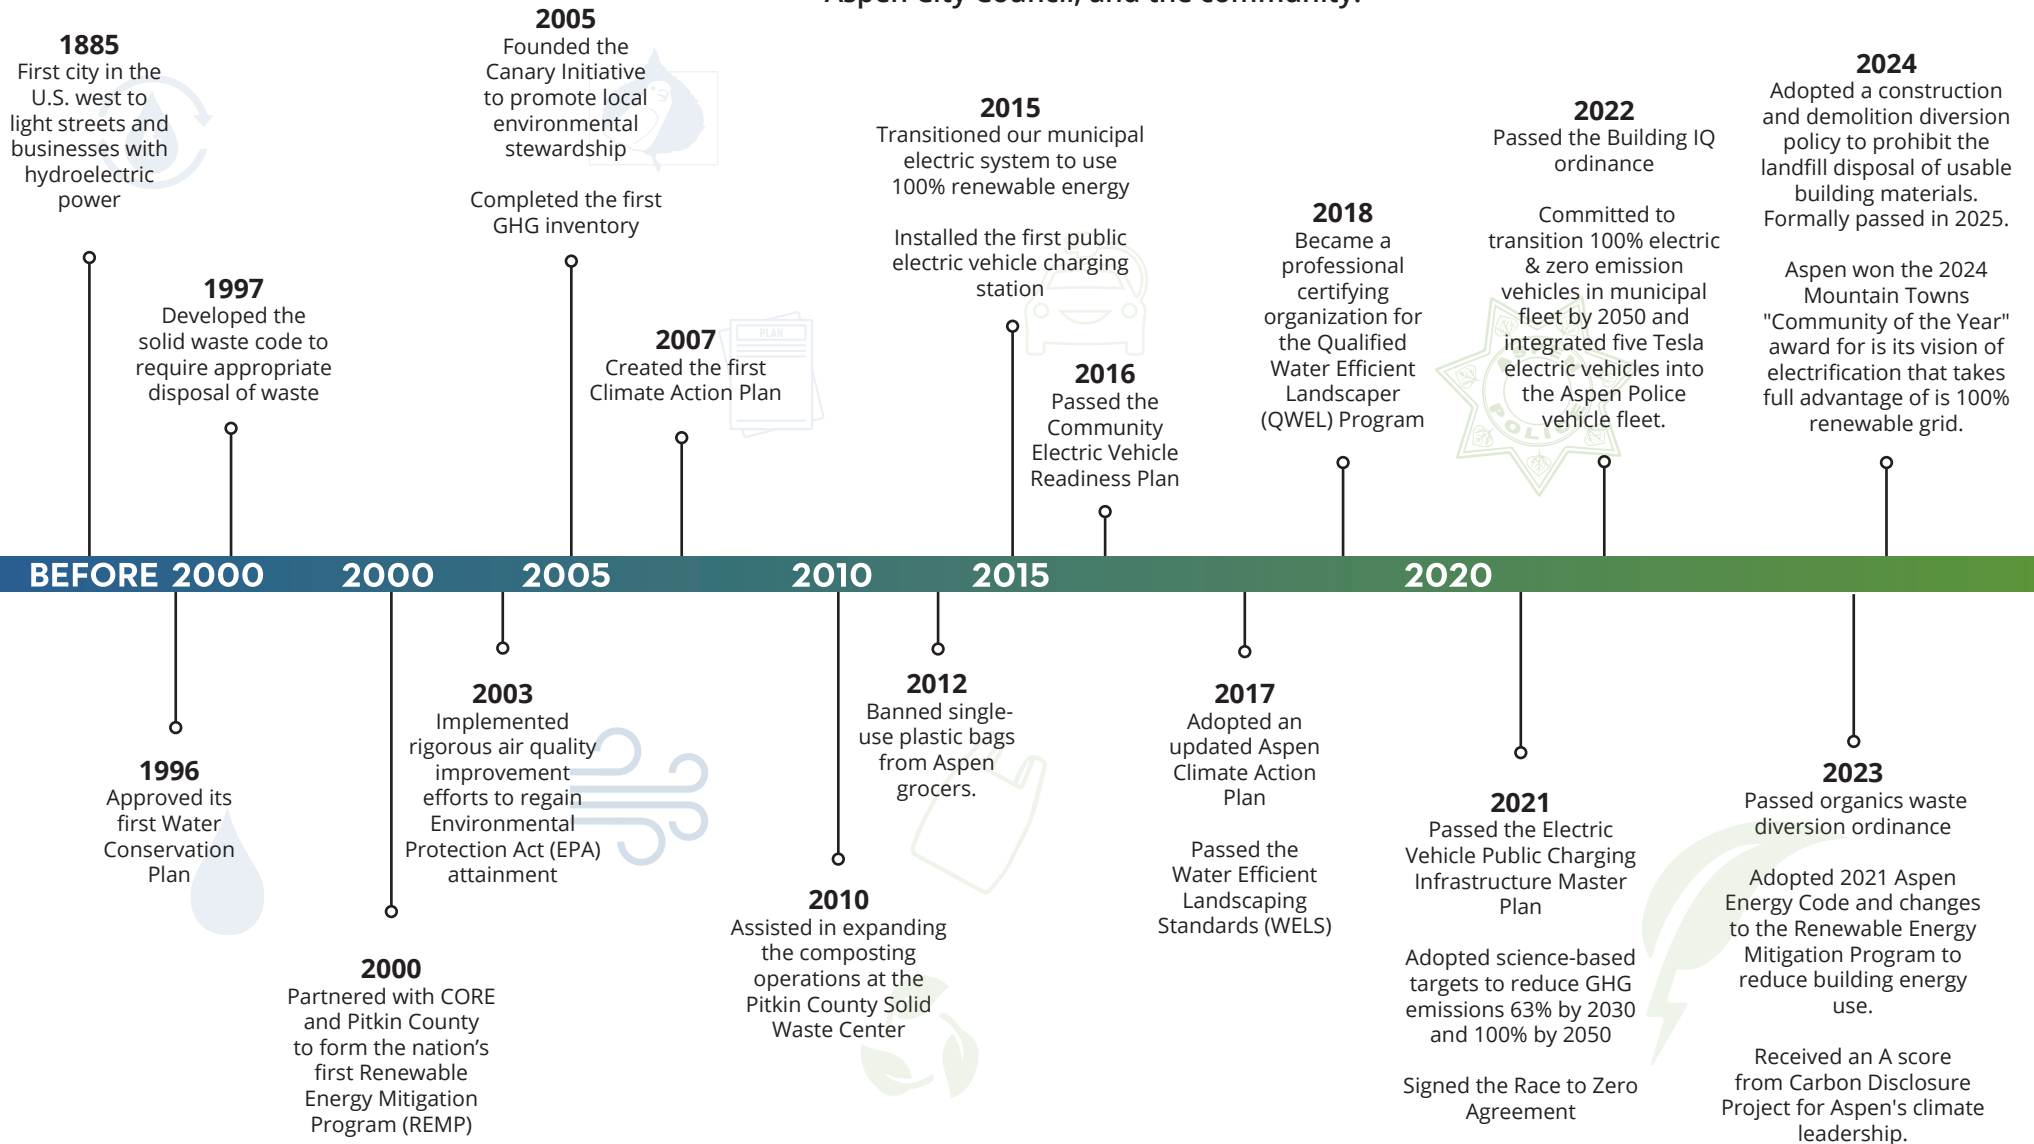 Aspen City Council, and the community.
1885
First city in the
U.S. west to
light streets and
businesses with
hydroelectric
power
1997
Developed the
solid waste code to
require appropriate
disposal of waste
2005
Founded the
Canary Initiative
to promote local
environmental
stewardship
Completed the first
GHG inventory
2007
Created the first
Climate Action Plan
PLAN
2015
Transitioned our municipal
electric system to use
100% renewable energy
Installed the first public
electric vehicle charging
station
2016
Passed the
Community
Electric Vehicle
Readiness Plan
2018
Became a
professional
certifying
organization for
the Qualified
Water Efficient
Landscaper
(QWEL) Program
2022
Passed the Building IQ
ordinance
Committed to
transition 100% electric
& zero emission
vehicles in municipal
fleet by 2050 and
integrated five Tesla
electric vehicles into
the Aspen Police
vehicle fleet.
ASPEN
POLICE
2024
Adopted a construction
and demolition diversion
policy to prohibit the
landfill disposal of usable
building materials.
Formally passed in 2025.
Aspen won the 2024
Mountain Towns
"Community of the Year"
award for is its vision of
electrification that takes
full advantage of is 100%
renewable grid.
BEFORE 2000 2000 2005 2010 2015 2020
1996
Approved its
first Water
Conservation
Plan
2000
Partnered with CORE
and Pitkin County
to form the nation’s
first Renewable
Energy Mitigation
Program (REMP)
2003
Implemented
rigorous air quality
improvement
efforts to regain
Environmental
Protection Act (EPA)
attainment
2010
Assisted in expanding
the composting
operations at the
Pitkin County Solid
Waste Center
2012
Banned single-
use plastic bags
from Aspen
grocers.
2017
Adopted an
updated Aspen
Climate Action
Plan
Passed the
Water Efficient
Landscaping
Standards (WELS)
2021
Passed the Electric
Vehicle Public Charging
Infrastructure Master
Plan
Adopted science-based
targets to reduce GHG
emissions 63% by 2030
and 100% by 2050
Signed the Race to Zero
Agreement
2023
Passed organics waste
diversion ordinance
Adopted 2021 Aspen
Energy Code and changes
to the Renewable Energy
Mitigation Program to
reduce building energy
use.
Received an A score
from Carbon Disclosure
Project for Aspen's climate
leadership.